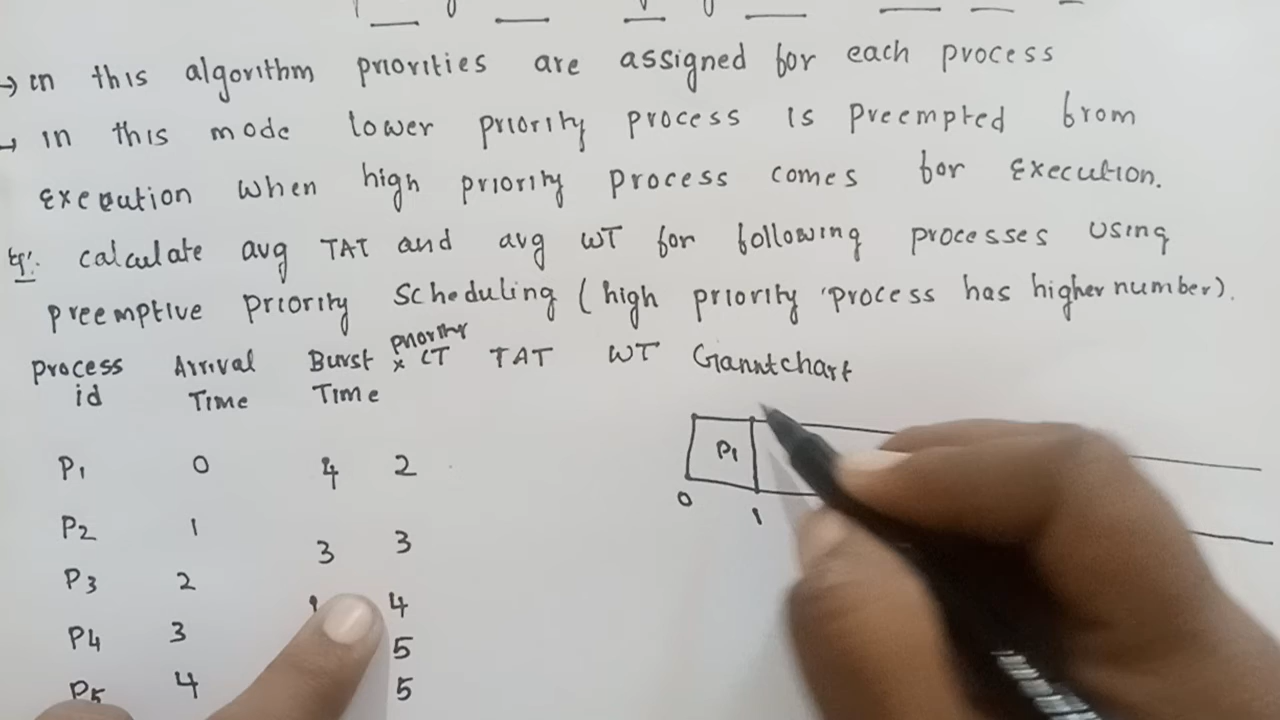 → in this algorithm priorities are assigned for each process
→ in this mode lower priority process is preempted from
execution when high priority process comes for execution.
Eg: calculate avg TAT and avg WT for following processes using
preemptive priority scheduling (high priority process has higher number).
process id Arrival Time Burst Time priority × CT TAT WT Ganntchart
P1 0 4 2
P2 1 3 3
P3 2 4
P4 3 5
P5 4 5
P1
0 1